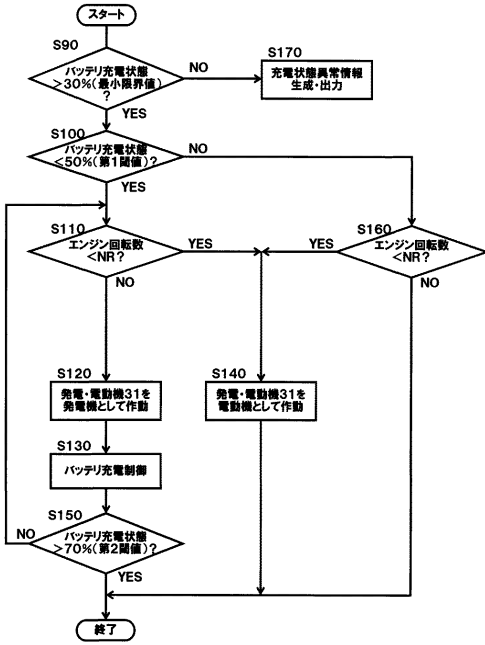 スタート
S90
バッテリ充電状態
>30%(最小限界値)
?
NO
S170
充電状態異常情報
生成・出力
YES
S100
バッテリ充電状態
<50%(第1閾値)?
NO
YES
S110
エンジン回転数
<NR?
YES
YES
S160
エンジン回転数
<NR?
NO
NO
S120
発電・電動機31を
発電機として作動
S140
発電・電動機31を
電動機として作動
S130
バッテリ充電制御
S150
バッテリ充電状態
>70%(第2閾値)?
NO
YES
終了